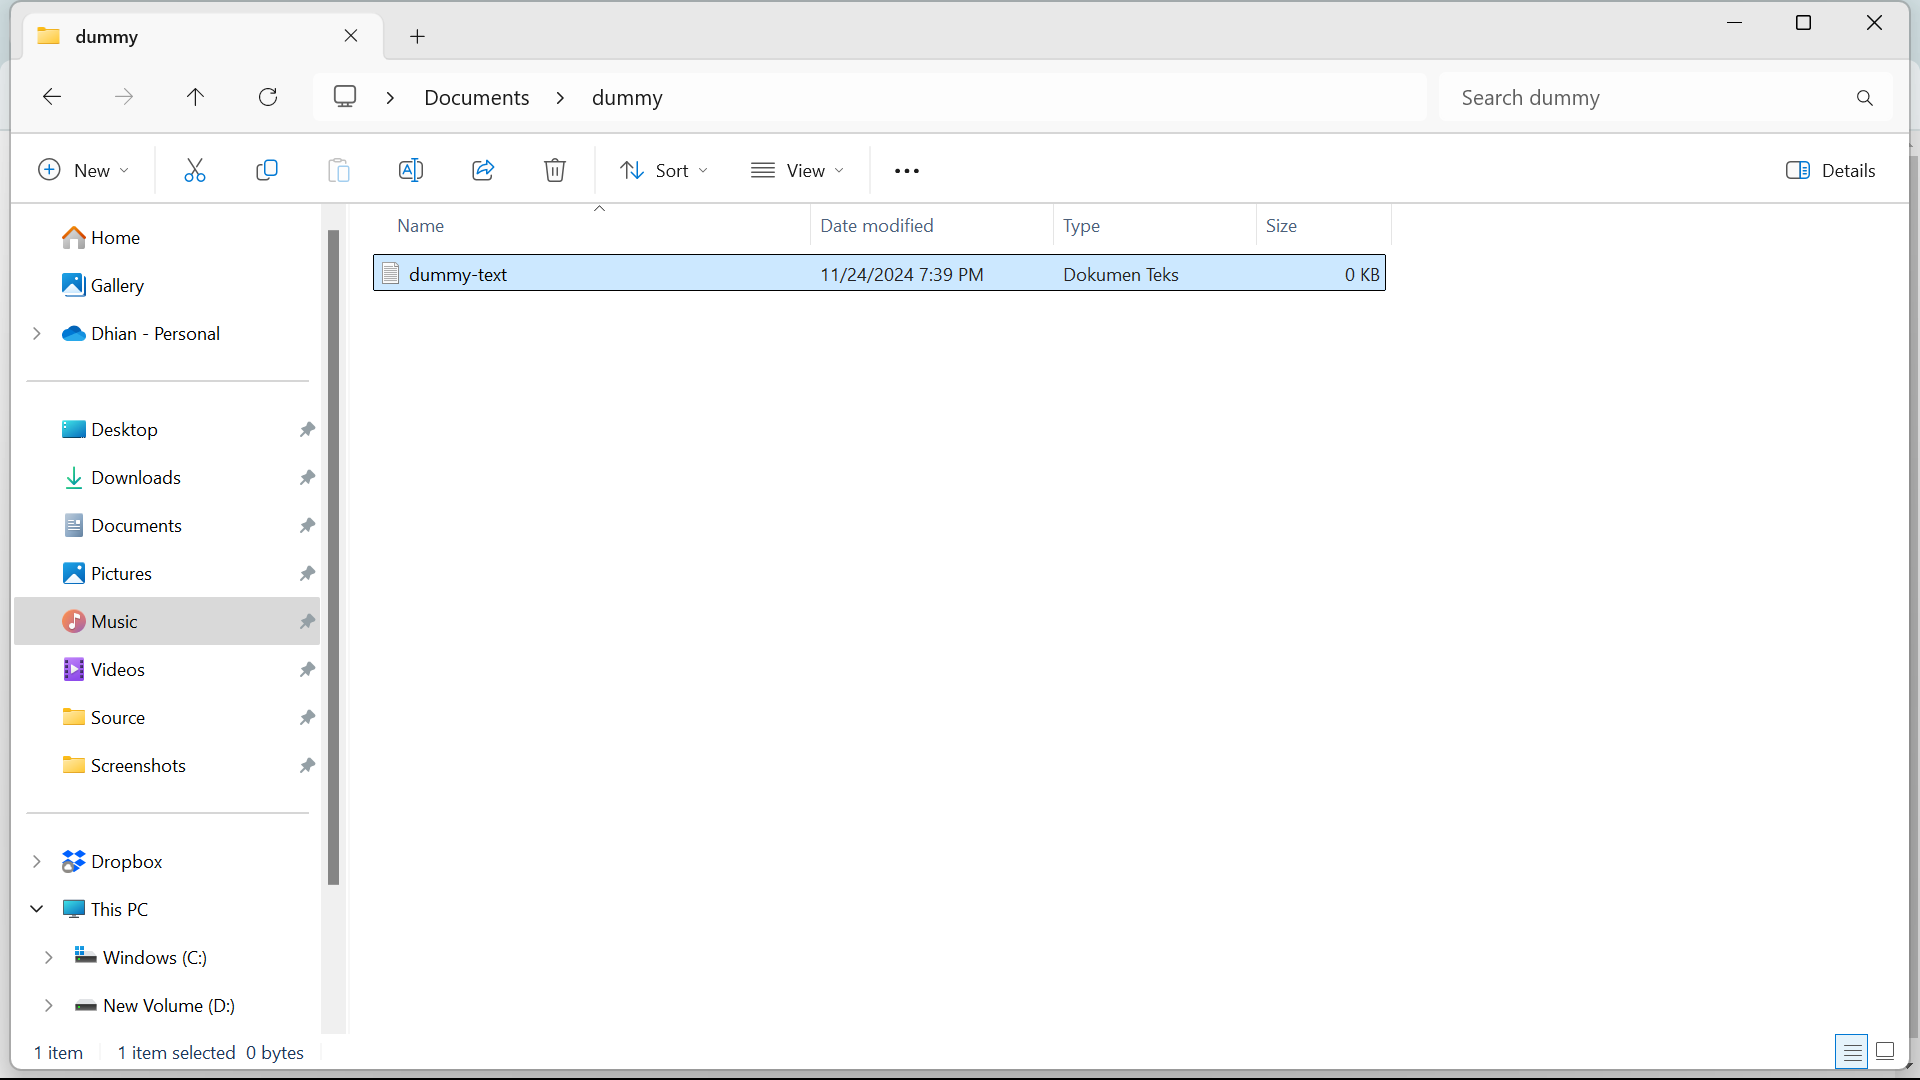 dummy
Documents dummy
Search dummy
New Sort View Details
Name Date modified Type Size
dummy-text 11/24/2024 7:39 PM Dokumen Teks 0 KB
Home
Gallery
Dhian - Personal
Desktop
Downloads
Documents
Pictures
Music
Videos
Source
Screenshots
Dropbox
This PC
Windows (C:)
New Volume (D:)
1 item 1 item selected 0 bytes